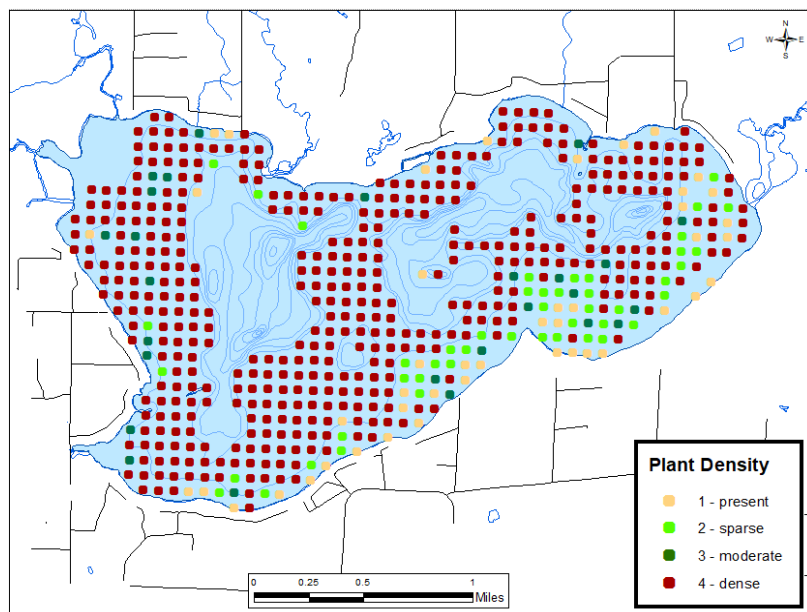 N
W E
S
Plant Density
1 - present
2 - sparse
3 - moderate
4 - dense
0 0.25 0.5 1
Miles